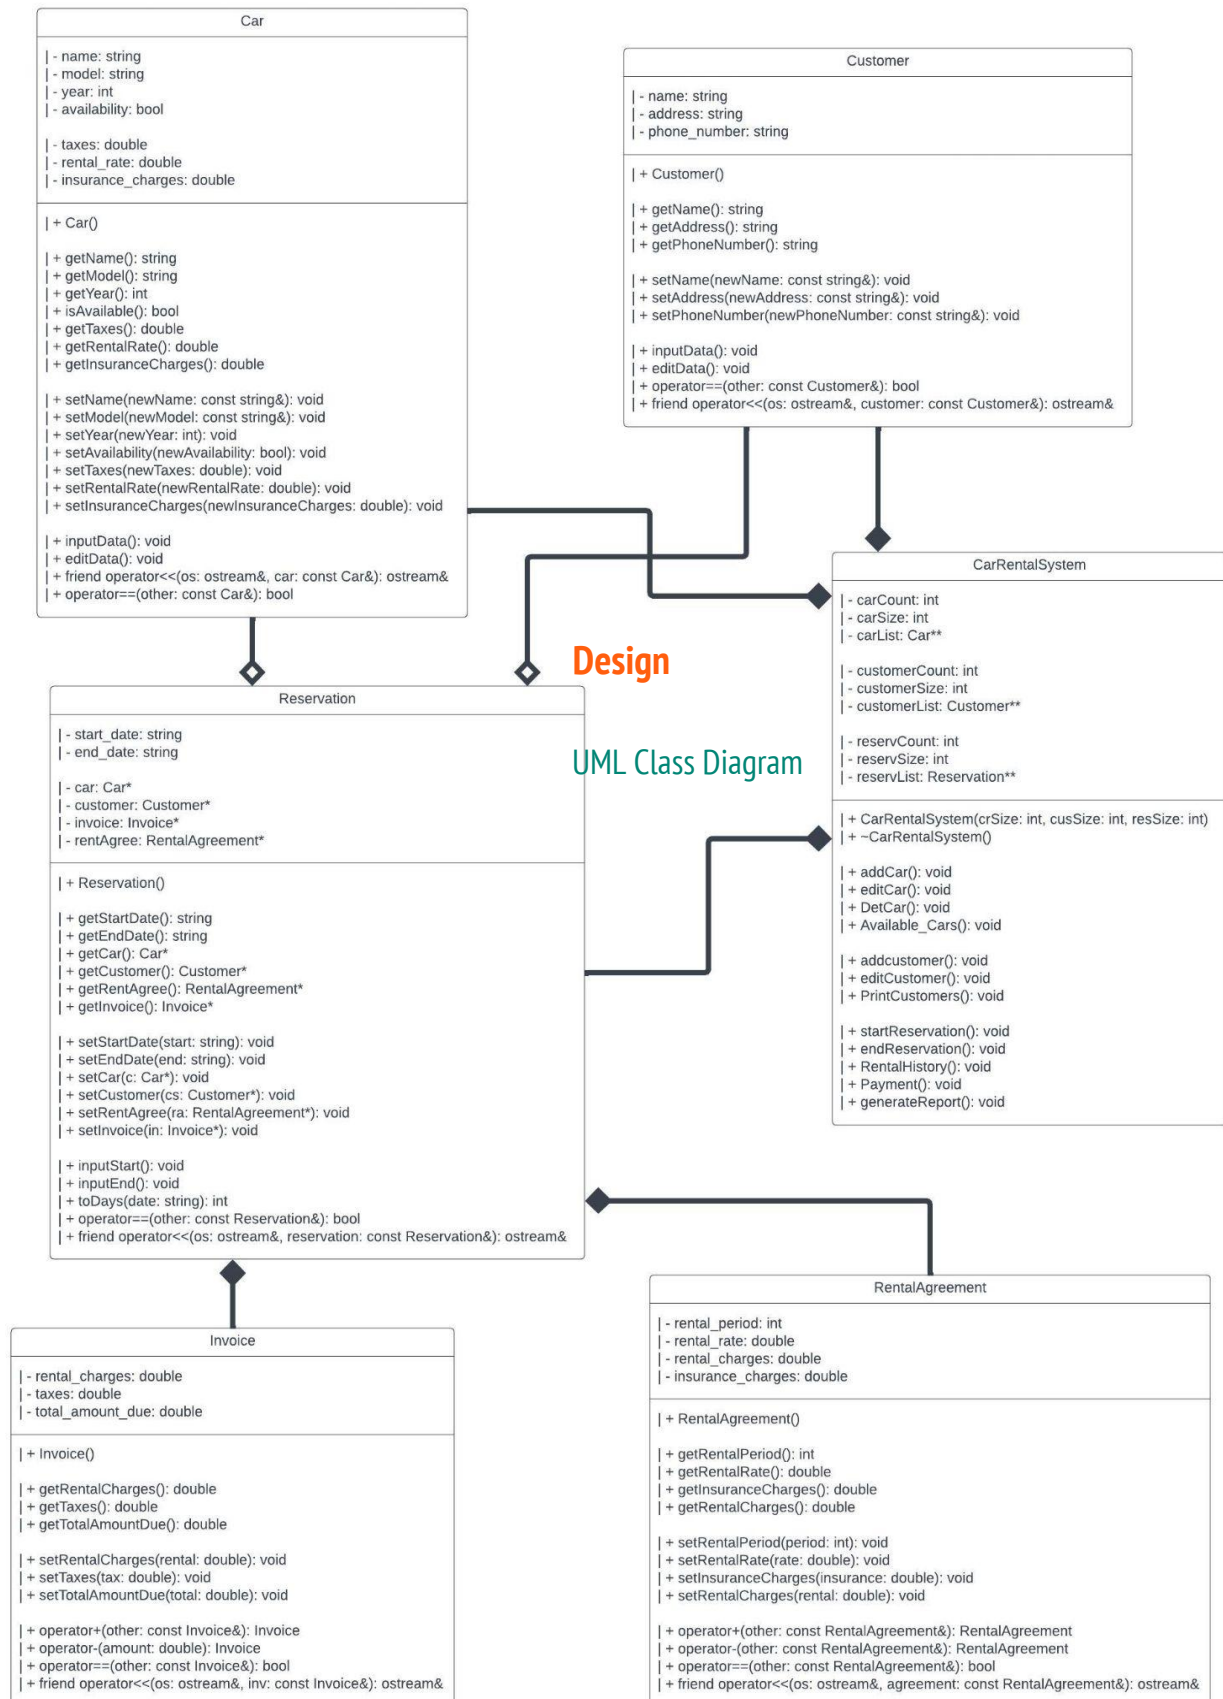 Car
| - name: string
| - model: string
| - year: int
| - availability: bool
| - taxes: double
| - rental_rate: double
| - insurance_charges: double
| + Car()
| + getName(): string
| + getModel(): string
| + getYear(): int
| + isAvailable(): bool
| + getTaxes(): double
| + getRentalRate(): double
| + getInsuranceCharges(): double
| + setName(newName: const string&): void
| + setModel(newModel: const string&): void
| + setYear(newYear: int): void
| + setAvailability(newAvailability: bool): void
| + setTaxes(newTaxes: double): void
| + setRentalRate(newRentalRate: double): void
| + setInsuranceCharges(newInsuranceCharges: double): void
| + inputData(): void
| + editData(): void
| + friend operator<<(os: ostream&, car: const Car&): ostream&
| + operator==(other: const Car&): bool
Customer
| - name: string
| - address: string
| - phone_number: string
| + Customer()
| + getName(): string
| + getAddress(): string
| + getPhoneNumber(): string
| + setName(newName: const string&): void
| + setAddress(newAddress: const string&): void
| + setPhoneNumber(newPhoneNumber: const string&): void
| + inputData(): void
| + editData(): void
| + operator==(other: const Customer&): bool
| + friend operator<<(os: ostream&, customer: const Customer&): ostream&
Design
UML Class Diagram
CarRentalSystem
| - carCount: int
| - carSize: int
| - carList: Car**
| - customerCount: int
| - customerSize: int
| - customerList: Customer**
| - reservCount: int
| - reservSize: int
| - reservList: Reservation**
| + CarRentalSystem(crSize: int, cusSize: int, resSize: int)
| + ~CarRentalSystem()
| + addCar(): void
| + editCar(): void
| + DetCar(): void
| + Available_Cars(): void
| + addcustomer(): void
| + editCustomer(): void
| + PrintCustomers(): void
| + startReservation(): void
| + endReservation(): void
| + RentalHistory(): void
| + Payment(): void
| + generateReport(): void
Reservation
| - start_date: string
| - end_date: string
| - car: Car*
| - customer: Customer*
| - invoice: Invoice*
| - rentAgree: RentalAgreement*
| + Reservation()
| + getStartDate(): string
| + getEndDate(): string
| + getCar(): Car*
| + getCustomer(): Customer*
| + getRentAgree(): RentalAgreement*
| + getInvoice(): Invoice*
| + setStartDate(start: string): void
| + setEndDate(end: string): void
| + setCar(c: Car*): void
| + setCustomer(cs: Customer*): void
| + setRentAgree(ra: RentalAgreement*): void
| + setInvoice(in: Invoice*): void
| + inputStart(): void
| + inputEnd(): void
| + toDays(date: string): int
| + operator==(other: const Reservation&): bool
| + friend operator<<(os: ostream&, reservation: const Reservation&): ostream&
Invoice
| - rental_charges: double
| - taxes: double
| - total_amount_due: double
| + Invoice()
| + getRentalCharges(): double
| + getTaxes(): double
| + getTotalAmountDue(): double
| + setRentalCharges(rental: double): void
| + setTaxes(tax: double): void
| + setTotalAmountDue(total: double): void
| + operator+(other: const Invoice&): Invoice
| + operator-(amount: double): Invoice
| + operator==(other: const Invoice&): bool
| + friend operator<<(os: ostream&, inv: const Invoice&): ostream&
RentalAgreement
| - rental_period: int
| - rental_rate: double
| - rental_charges: double
| - insurance_charges: double
| + RentalAgreement()
| + getRentalPeriod(): int
| + getRentalRate(): double
| + getInsuranceCharges(): double
| + getRentalCharges(): double
| + setRentalPeriod(period: int): void
| + setRentalRate(rate: double): void
| + setInsuranceCharges(insurance: double): void
| + setRentalCharges(rental: double): void
| + operator+(other: const RentalAgreement&): RentalAgreement
| + operator-(other: const RentalAgreement&): RentalAgreement
| + operator==(other: const RentalAgreement&): bool
| + friend operator<<(os: ostream&, agreement: const RentalAgreement&): ostream&